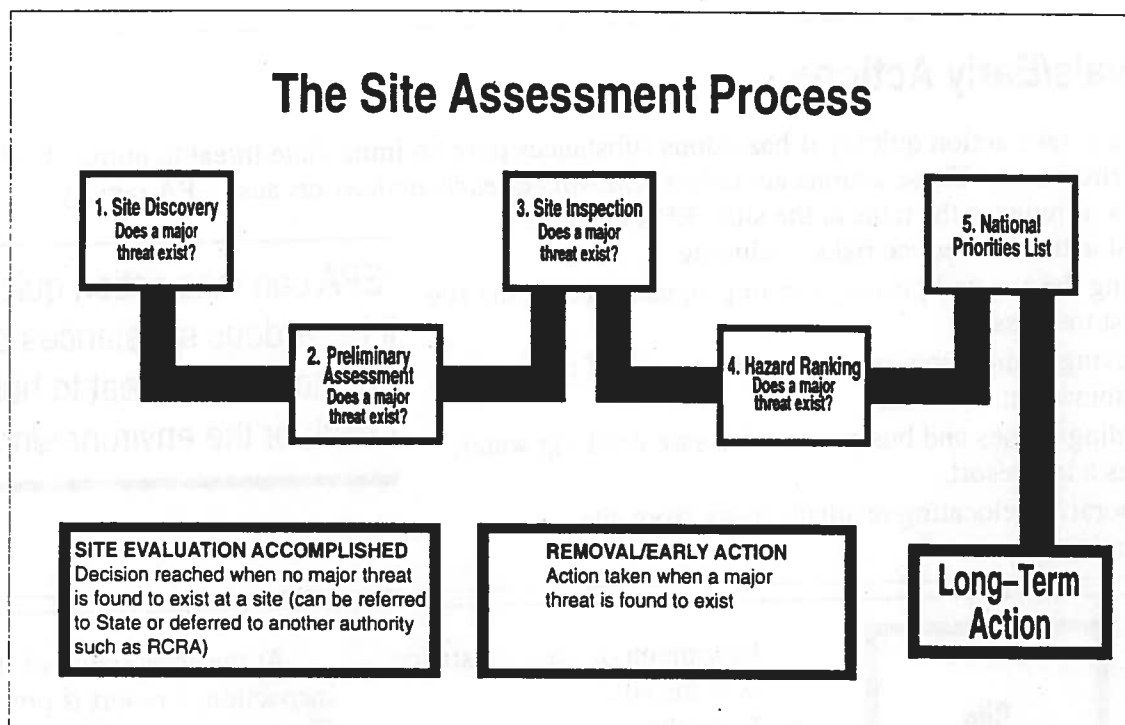 The Site Assessment Process
1. Site Discovery
Does a major
threat exist?
2. Preliminary
Assessment
Does a major
threat exist?
3. Site Inspection
Does a major
threat exist?
4. Hazard Ranking
Does a major
threat exist?
5. National
Priorities List
SITE EVALUATION ACCOMPLISHED
Decision reached when no major threat
is found to exist at a site (can be referred
to State or deferred to another authority
such as RCRA)
REMOVAL/EARLY ACTION
Action taken when a major
threat is found to exist
Long–Term
Action